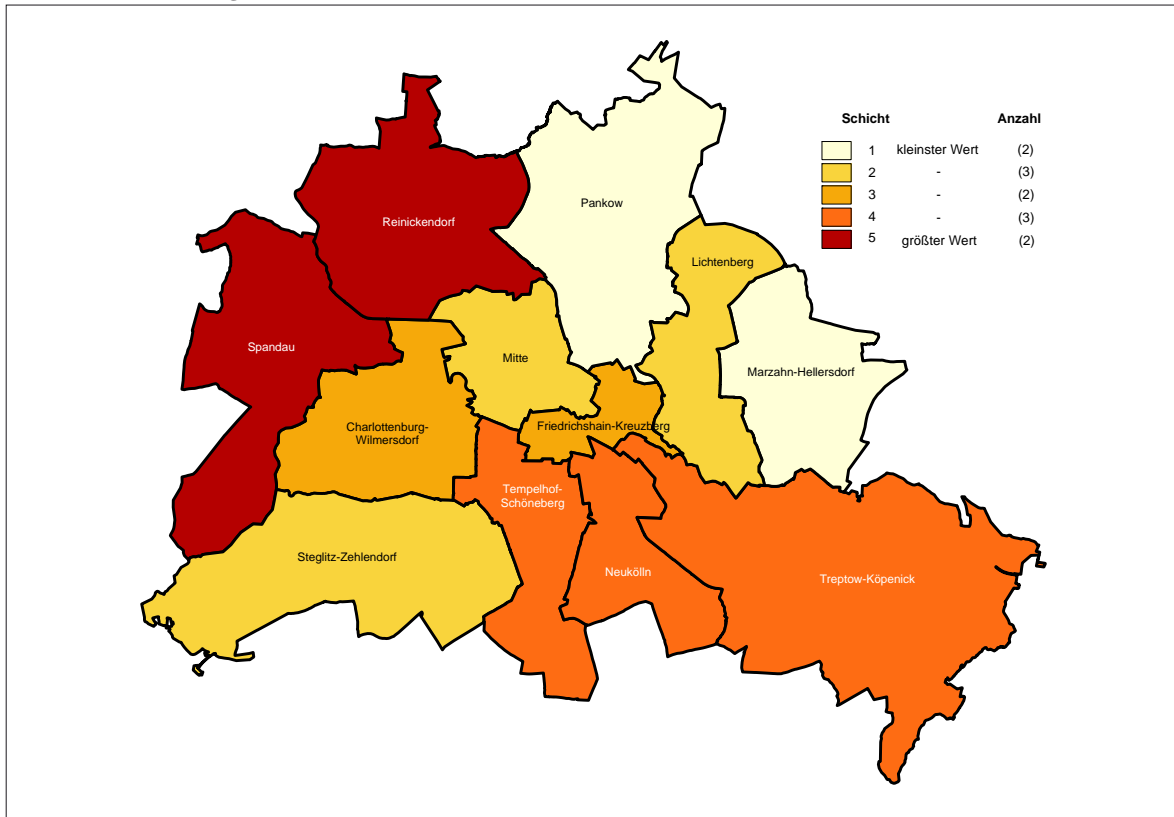 Schicht Anzahl
1 kleinster Wert (2)
2 - (3)
3 - (2)
4 - (3)
5 größter Wert (2)
Pankow
Reinickendorf
Lichtenberg
Spandau
Mitte
Marzahn-Hellersdorf
Charlottenburg-
Wilmersdorf
Friedrichshain-Kreuzberg
Tempelhof-
Schöneberg
Steglitz-Zehlendorf
Neukölln
Treptow-Köpenick